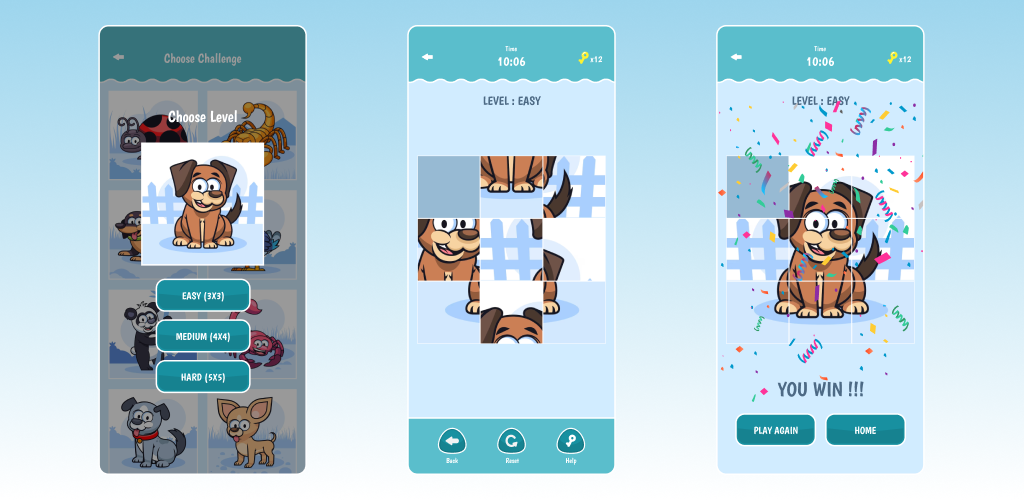 Choose Challenge
Choose Level
EASY (3X3)
MEDIUM (4X4)
HARD (5X5)
Time
10:06
x12
LEVEL : EASY
Back
Reset
Help
Time
10:06
x12
LEVEL : EASY
YOU WIN !!!
PLAY AGAIN
HOME